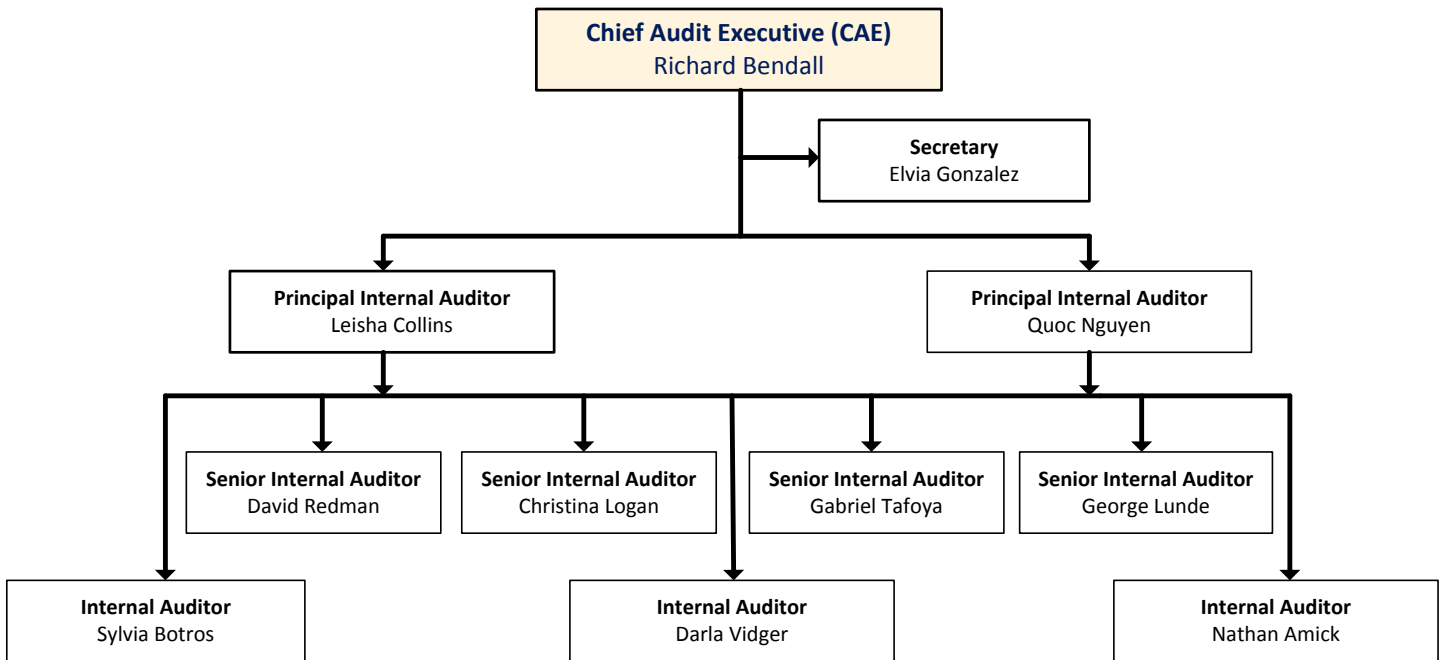 Chief Audit Executive (CAE)
Richard Bendall
Secretary
Elvia Gonzalez
Principal Internal Auditor
Leisha Collins
Principal Internal Auditor
Quoc Nguyen
Senior Internal Auditor
David Redman
Senior Internal Auditor
Christina Logan
Senior Internal Auditor
Gabriel Tafoya
Senior Internal Auditor
George Lunde
Internal Auditor
Sylvia Botros
Internal Auditor
Darla Vidger
Internal Auditor
Nathan Amick